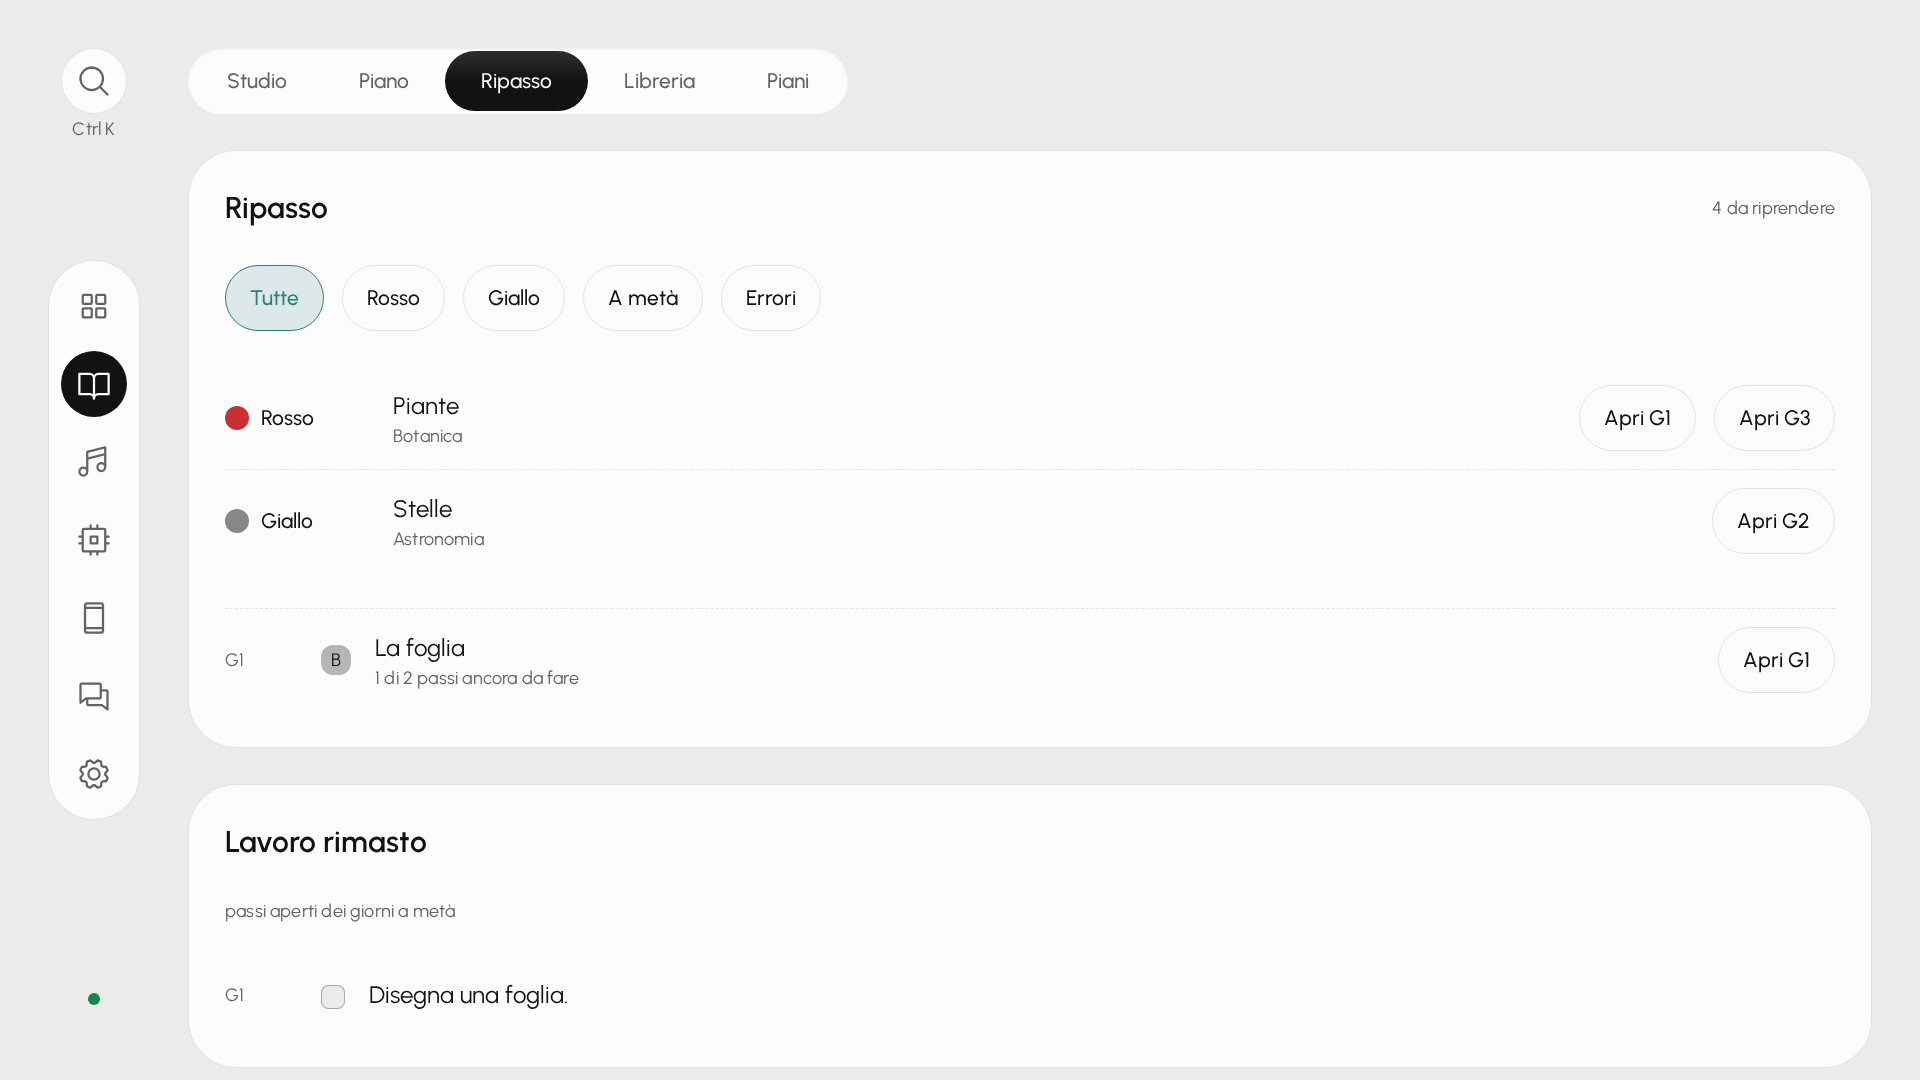 Ctrl K
Studio
Piano
Ripasso
Libreria
Piani
Ripasso
4 da riprendere
Tutte
Rosso
Giallo
A metà
Errori
Rosso
Piante
Botanica
Apri G1
Apri G3
Giallo
Stelle
Astronomia
Apri G2
G1
B
La foglia
1 di 2 passi ancora da fare
Apri G1
Lavoro rimasto
passi aperti dei giorni a metà
G1
Disegna una foglia.